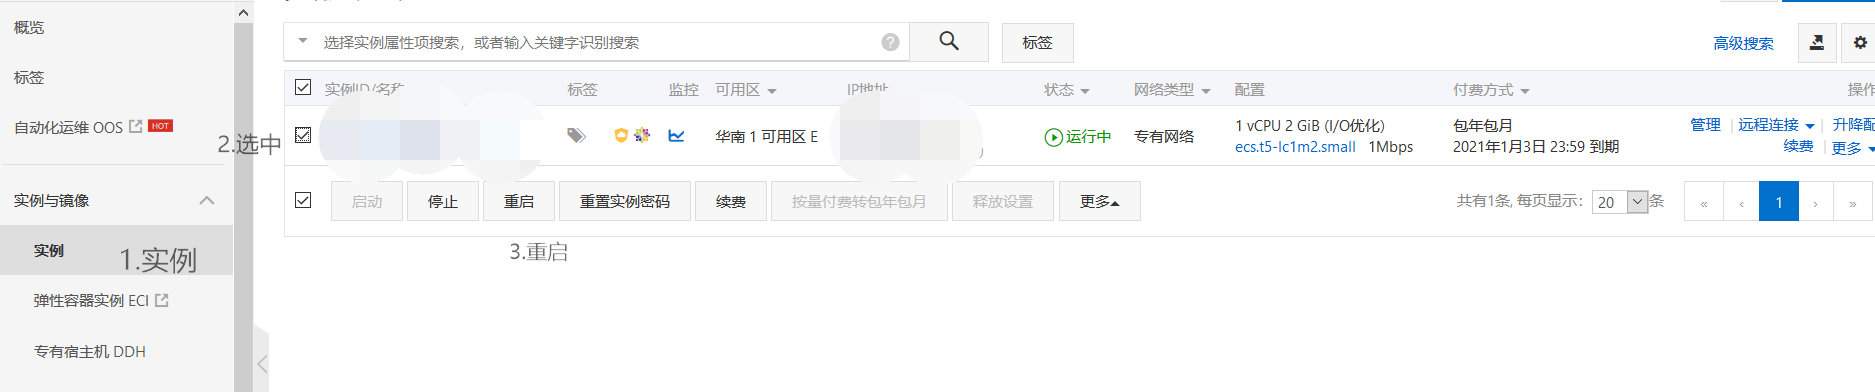 概览
标签
自动化运维 OOS HOT
实例与镜像
实例
1.实例
弹性容器实例 ECI
专有宿主机 DDH
选择实例属性项搜索，或者输入关键字识别搜索
标签
高级搜索
实例ID/名称 标签 监控 可用区 IP地址 状态 网络类型 配置 付费方式 操作
2.选中
华南 1 可用区 E 运行中 专有网络
1 vCPU 2 GiB (I/O优化)
ecs.t5-lc1m2.small 1Mbps
包年包月
2021年1月3日 23:59 到期
管理 远程连接 升降配
续费 更多
启动 停止 重启 重置实例密码 续费 按量付费转包年包月 释放设置 更多
共有1条, 每页显示： 20 条 « ‹ 1 › »
3.重启